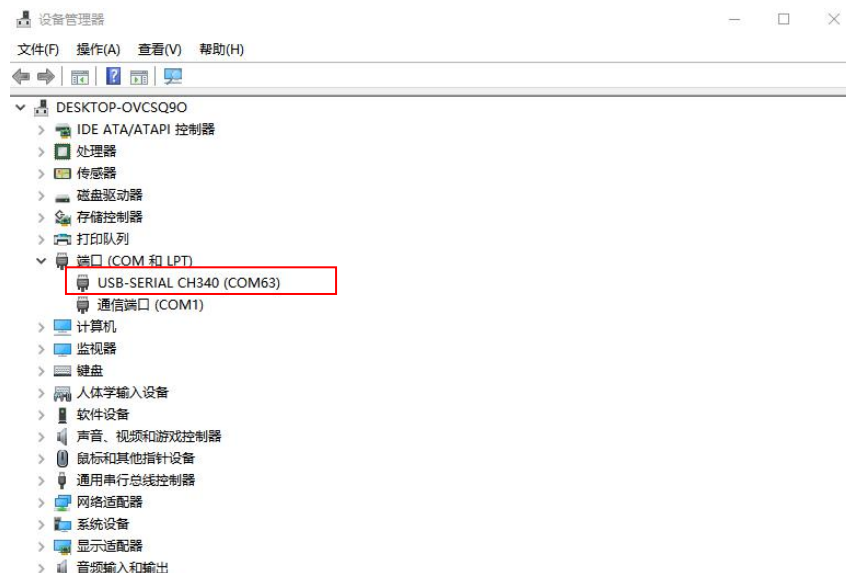 设备管理器
文件(F) 操作(A) 查看(V) 帮助(H)
DESKTOP-OVCSQ9O
IDE ATA/ATAPI 控制器
处理器
传感器
磁盘驱动器
存储控制器
打印队列
端口 (COM 和 LPT)
USB-SERIAL CH340 (COM63)
通信端口 (COM1)
计算机
监视器
键盘
人体学输入设备
软件设备
声音、视频和游戏控制器
鼠标和其他指针设备
通用串行总线控制器
网络适配器
系统设备
显示适配器
音频输入和输出